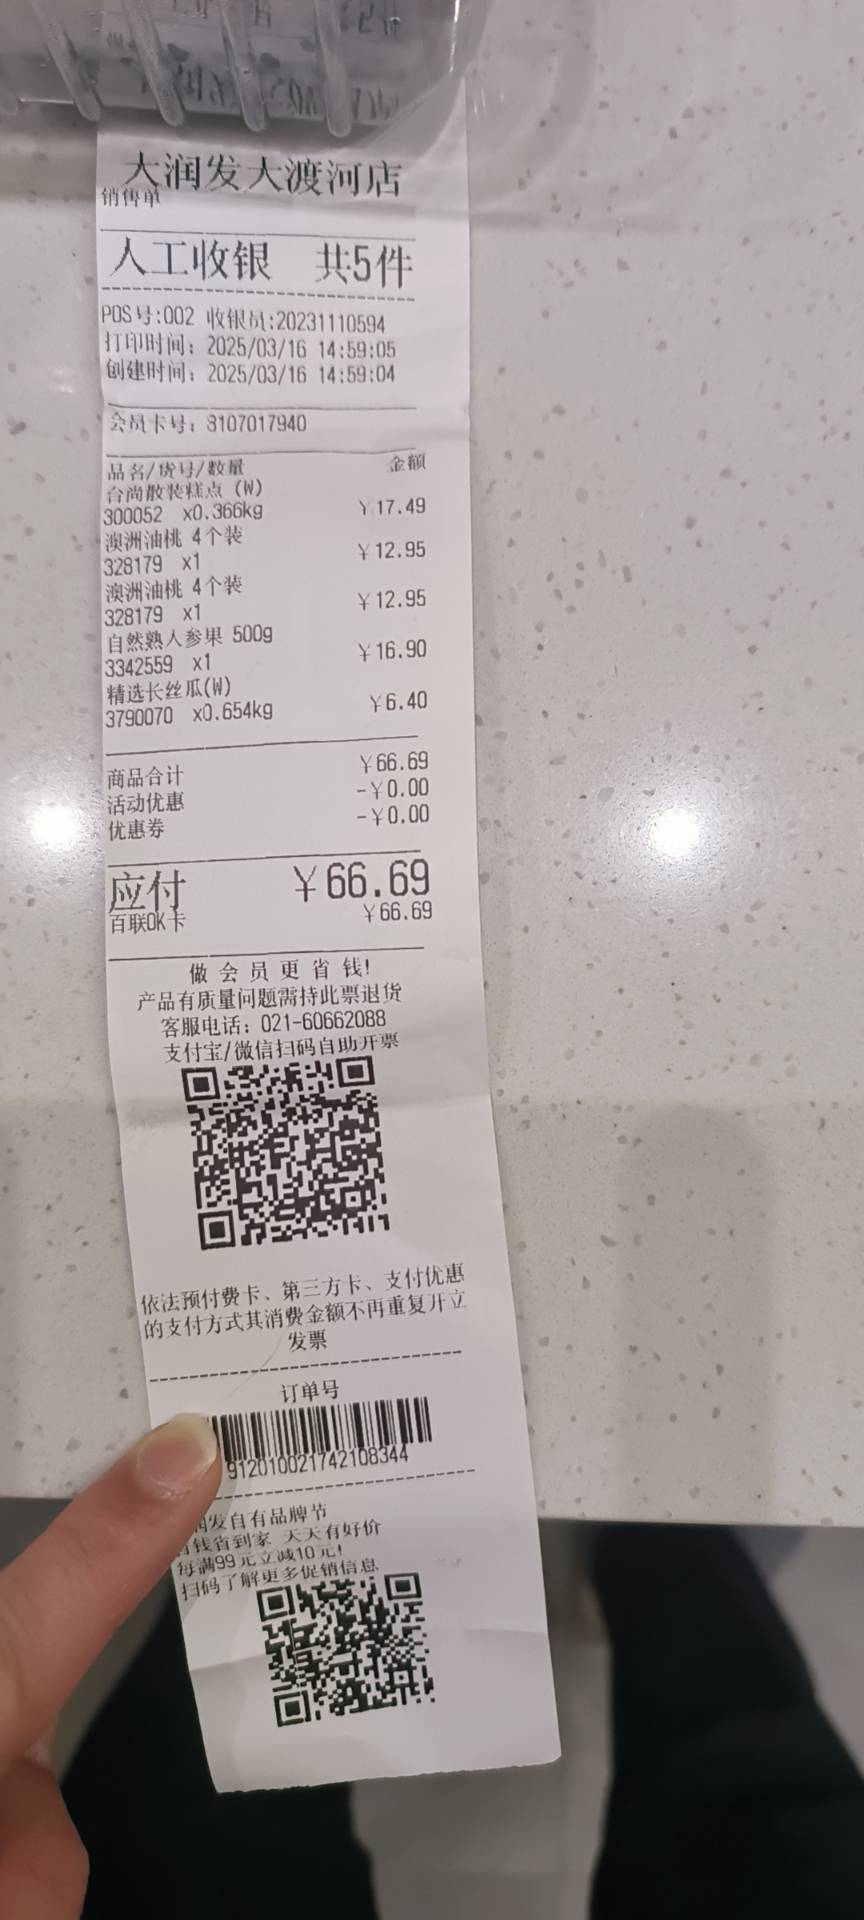 大润发大渡河店
销售单
人工收银 共5件
POS号:002 收银员:20231110594
打印时间: 2025/03/16 14:59:05
创建时间: 2025/03/16 14:59:04
会员卡号: 3107017940
品名/货号/数量 金额
台尚散装糕点 (W)
300052 x0.366kg ¥17.49
澳洲油桃 4个装
328179 x1 ¥12.95
澳洲油桃 4个装
328179 x1 ¥12.95
自然熟人参果 500g
3342559 x1 ¥16.90
精选长丝瓜(W)
3790070 x0.654kg ¥6.40
商品合计 ¥66.69
活动优惠 -¥0.00
优惠券 -¥0.00
应付 ¥66.69
百联OK卡 ¥66.69
做会员更省钱!
产品有质量问题需持此票退货
客服电话: 021-60662088
支付宝/微信扫码自助开票
依法预付费卡、第三方卡、支付优惠
的支付方式其消费金额不再重复开立
发票
订单号
912010021742108344
润发自有品牌节
钱省到家 天天有好价
每满99元立减10元!
扫码了解更多促销信息